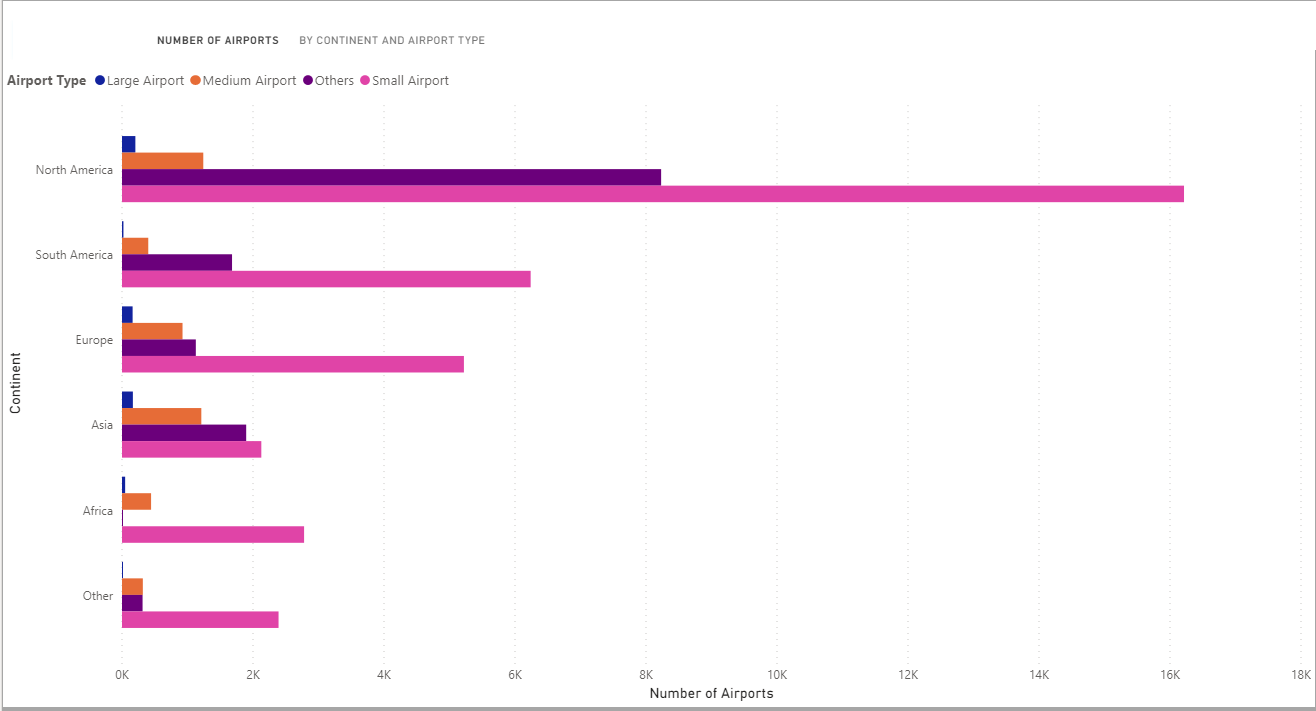 NUMBER OF AIRPORTS BY CONTINENT AND AIRPORT TYPE
Airport Type Large Airport Medium Airport Others Small Airport
North America
South America
Europe
Asia
Africa
Other
Continent
0K 2K 4K 6K 8K 10K 12K 14K 16K 18K
Number of Airports